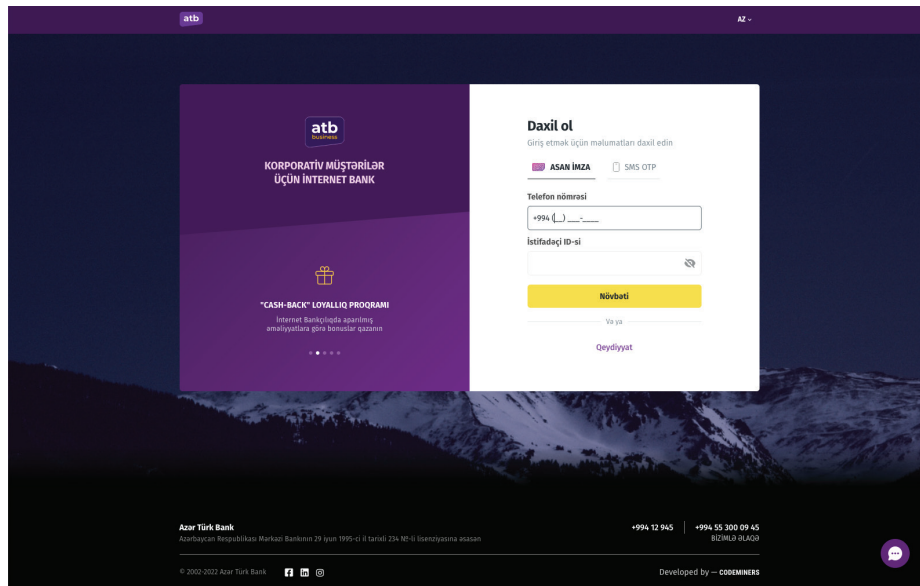 atb
AZ
atb
business
KORPORATİV MÜŞTƏRİLƏR
ÜÇÜN İNTERNET BANK
"CASH-BACK" LOYALLIQ PROQRAMI
İnternet Bankçılıqda aparılmış
əməliyyatlara görə bonuslar qazanın
Daxil ol
Giriş etmək üçün məlumatları daxil edin
ASAN İMZA
SMS OTP
Telefon nömrəsi
+994 (__) ___-____
İstifadəçi ID-si
Növbəti
Və ya
Qeydiyyat
Azər Türk Bank
Azərbaycan Respublikası Mərkəzi Bankının 29 iyun 1995-ci il tarixli 234 №-li lisenziyasına əsasən
+994 12 945
+994 55 300 09 45
BİZİMLƏ ƏLAQƏ
© 2002-2022 Azər Türk Bank
Developed by — CODEMINERS